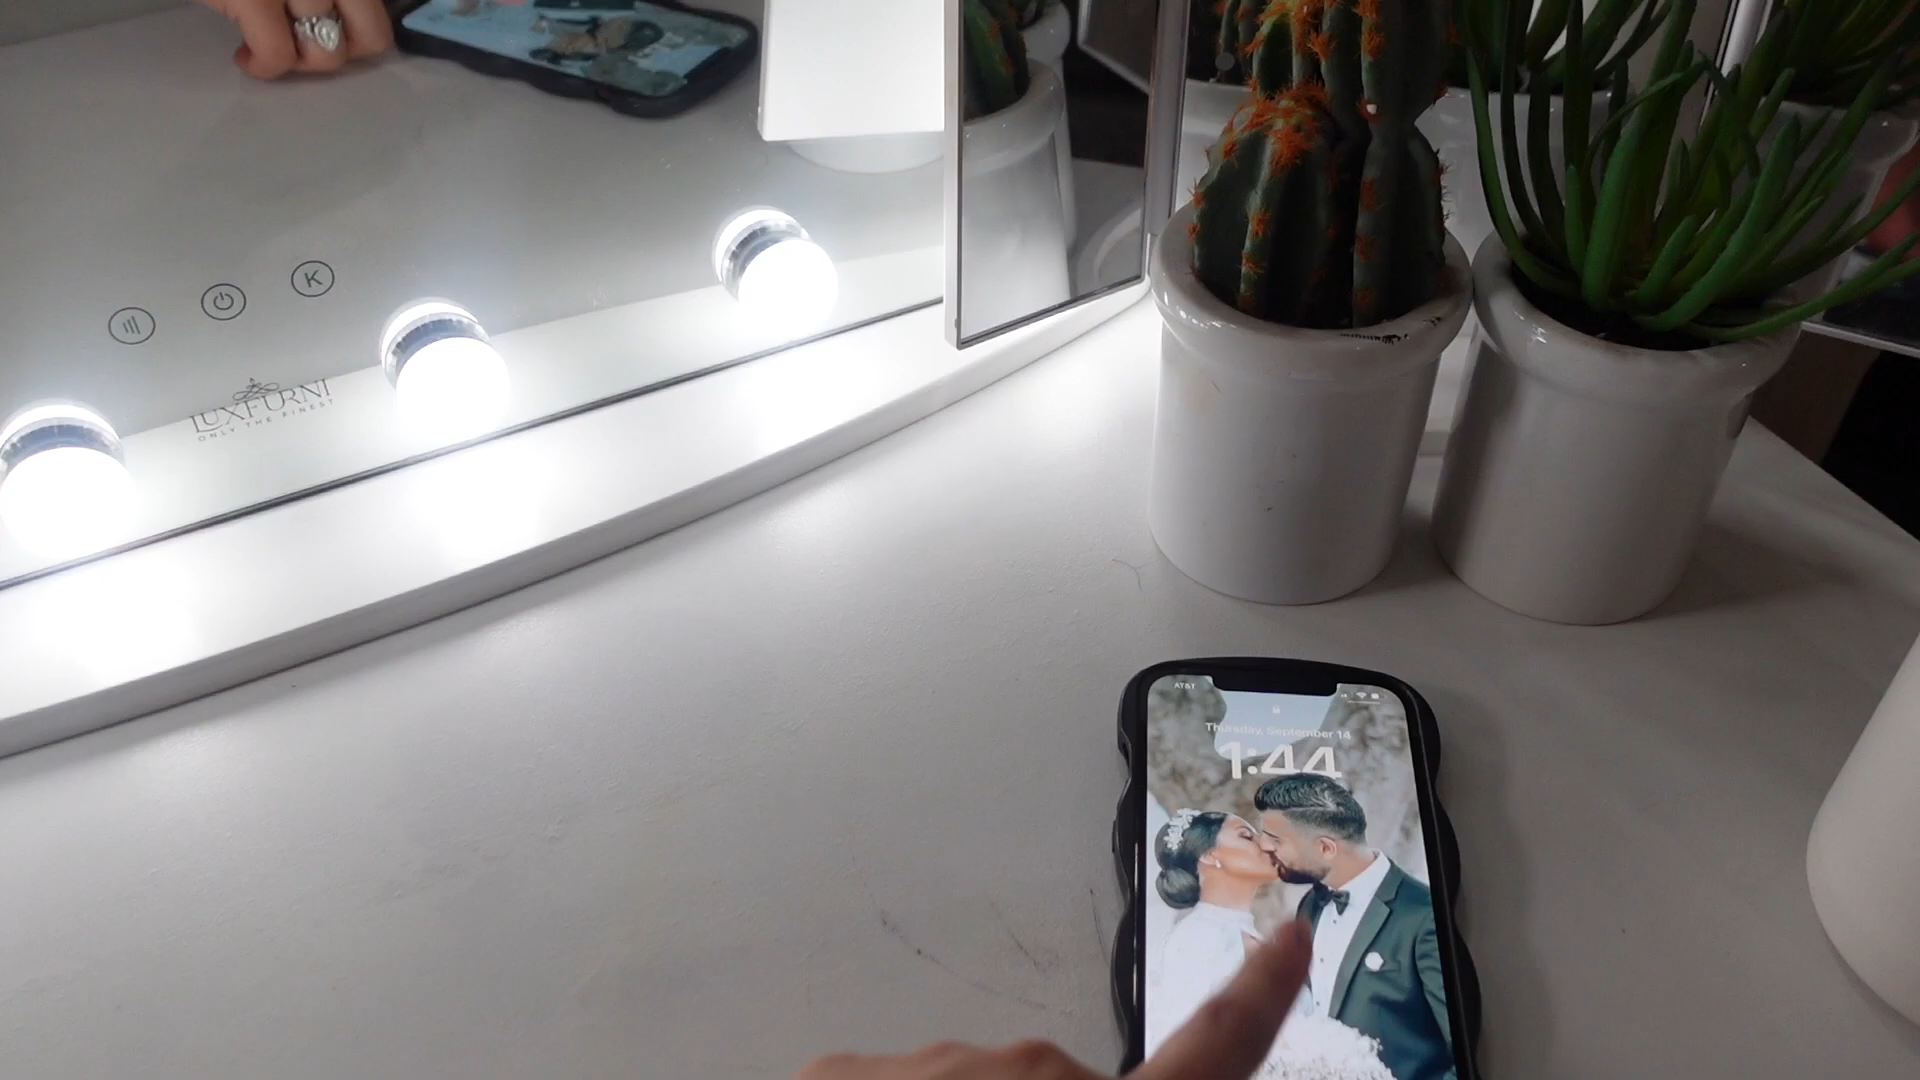 K
LUXFURNI
ONLY THE FINEST
AT&T
Thursday, September 14
1:44